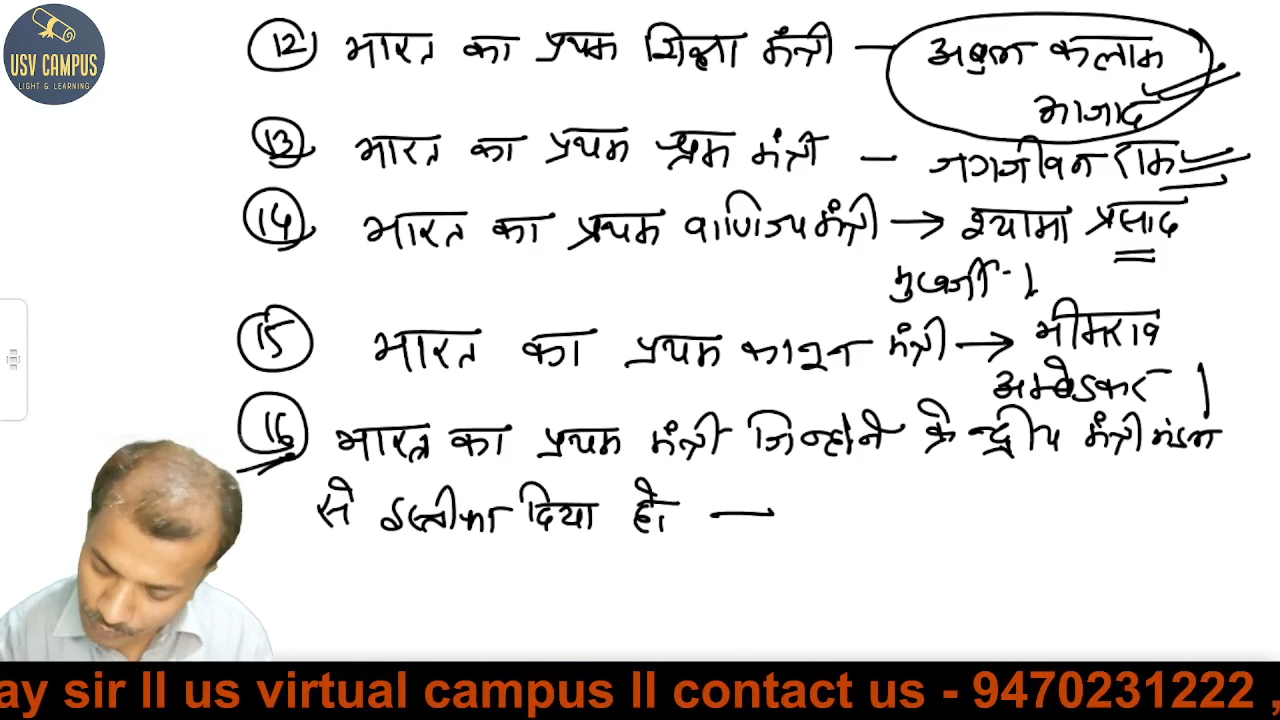 USV CAMPUS
LIGHT & LEARNING
12 भारत का प्रथम शिक्षा मंत्री — अबुल कलाम
आजाद
13 भारत का प्रथम श्रम मंत्री — जगजीवन राम
14 भारत का प्रथम वाणिज्य मंत्री → श्यामा प्रसाद
मुखर्जी।
15 भारत का प्रथम कानून मंत्री → भीमराव
अम्बेडकर।
16 भारत का प्रथम मंत्री जिन्होने केन्द्रीय मंत्रीमंडल
से इस्तीफा दिया हो —
ay sir ll us virtual campus ll contact us - 9470231222 ,